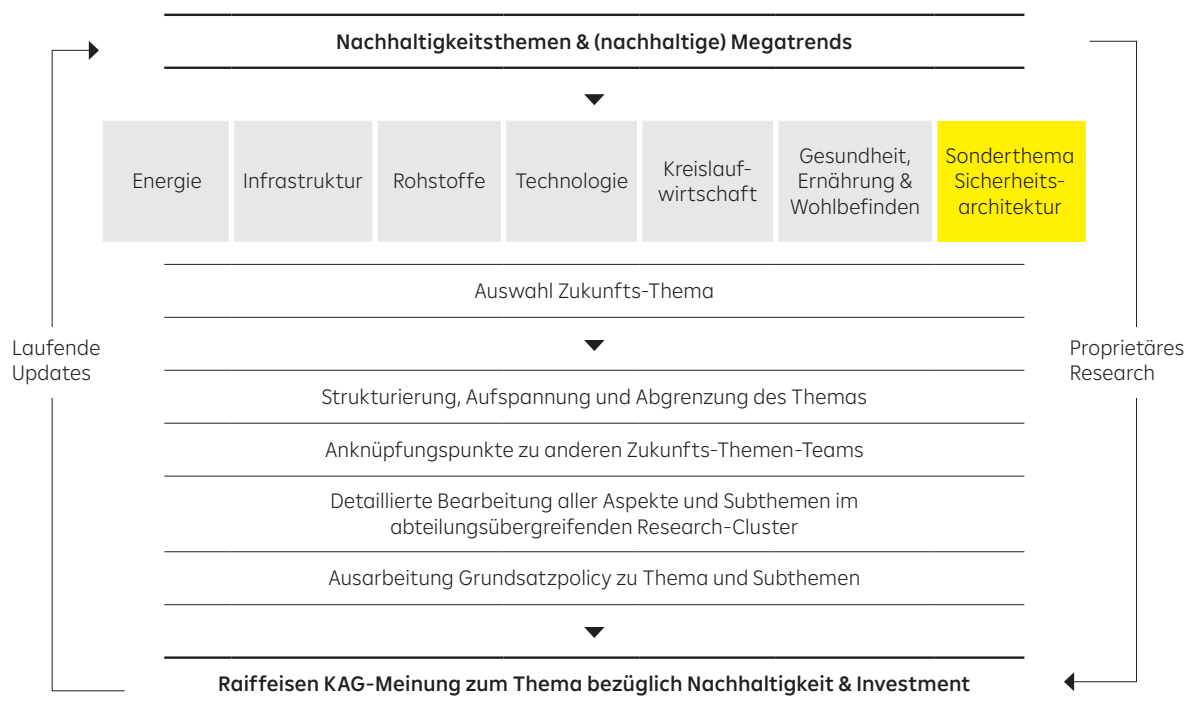 Nachhaltigkeitsthemen & (nachhaltige) Megatrends
Energie
Infrastruktur
Rohstoffe
Technologie
Kreislauf-
wirtschaft
Gesundheit,
Ernährung &
Wohlbefinden
Sonderthema
Sicherheits-
architektur
Auswahl Zukunfts-Thema
Laufende
Updates
Proprietäres
Research
Strukturierung, Aufspannung und Abgrenzung des Themas
Anknüpfungspunkte zu anderen Zukunfts-Themen-Teams
Detaillierte Bearbeitung aller Aspekte und Subthemen im
abteilungsübergreifenden Research-Cluster
Ausarbeitung Grundsatzpolicy zu Thema und Subthemen
Raiffeisen KAG-Meinung zum Thema bezüglich Nachhaltigkeit & Investment